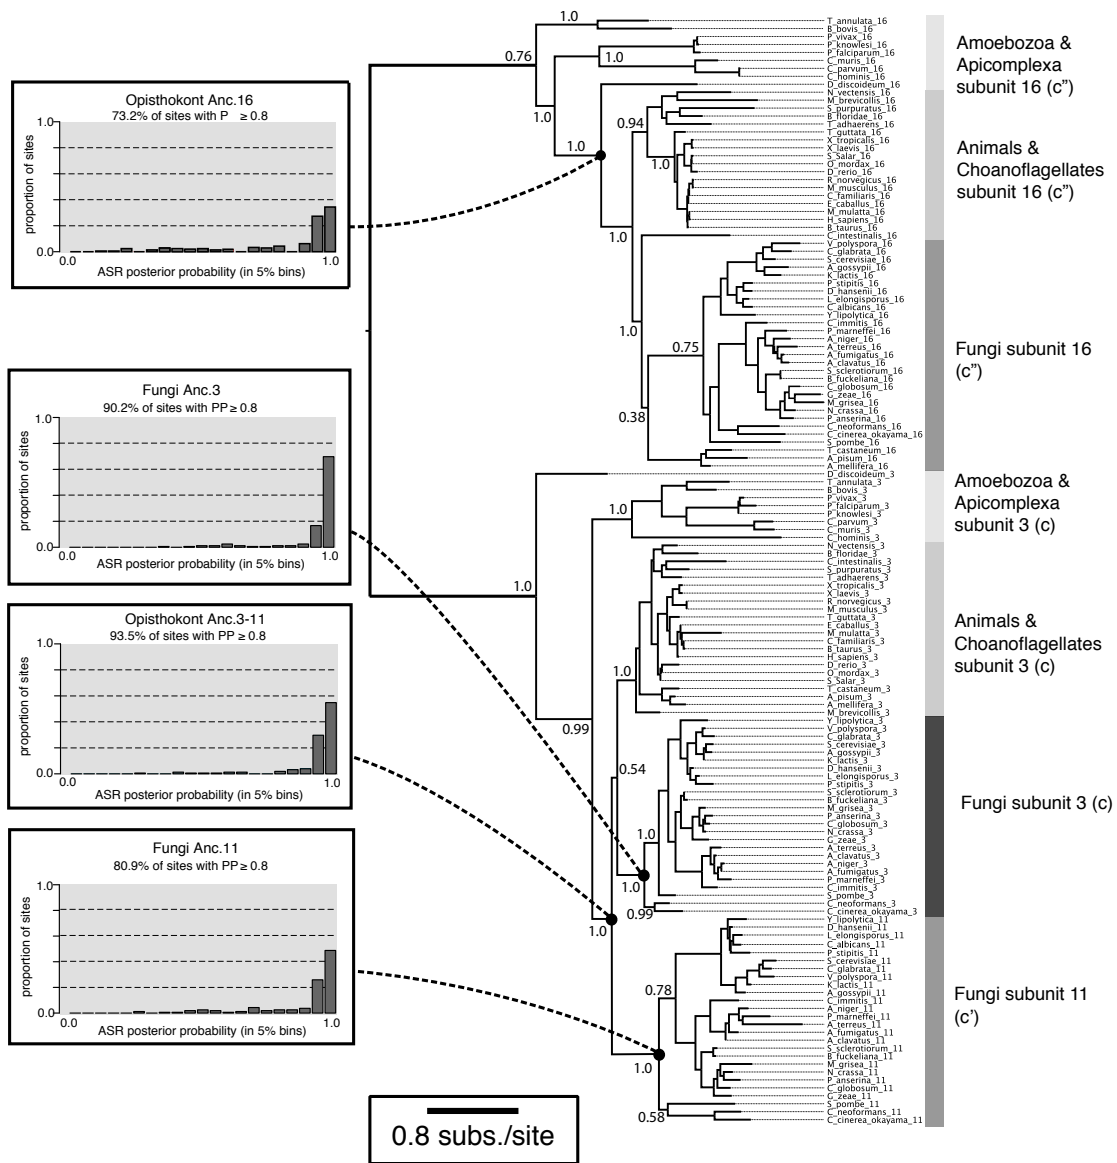 Opisthokont Anc.16
73.2% of sites with P ≥ 0.8
1.0
proportion of sites
0.0
0.0
1.0
ASR posterior probability (in 5% bins)
Fungi Anc.3
90.2% of sites with PP ≥ 0.8
1.0
proportion of sites
0.0
0.0
1.0
ASR posterior probability (in 5% bins)
Opisthokont Anc.3-11
93.5% of sites with PP ≥ 0.8
1.0
proportion of sites
0.0
0.0
1.0
ASR posterior probability (in 5% bins)
Fungi Anc.11
80.9% of sites with PP ≥ 0.8
1.0
proportion of sites
0.0
0.0
1.0
ASR posterior probability (in 5% bins)
0.8 subs./site
1.0
0.76
1.0
1.0
1.0
0.94
1.0
1.0
1.0
0.75
0.38
1.0
1.0
0.99
1.0
0.54
1.0
1.0
0.99
1.0
0.78
1.0
0.58
T_annulata_16
B_bovis_16
P_vivax_16
P_knowlesi_16
P_falciparum_16
C_muris_16
C_parvum_16
C_hominis_16
D_discoideum_16
N_vectensis_16
M_brevicollis_16
S_purpuratus_16
B_floridae_16
T_adhaerens_16
T_guttata_16
X_tropicalis_16
X_laevis_16
S_Salar_16
O_mordax_16
D_rerio_16
R_norvegicus_16
M_musculus_16
C_familiaris_16
E_caballus_16
M_mulatta_16
H_sapiens_16
B_taurus_16
C_intestinalis_16
V_polyspora_16
C_glabrata_16
S_cerevisiae_16
A_gossypii_16
K_lactis_16
P_stipitis_16
D_hansenii_16
L_elongisporus_16
C_albicans_16
Y_lipolytica_16
C_immitis_16
P_marneffei_16
A_niger_16
A_terreus_16
A_fumigatus_16
A_clavatus_16
S_sclerotiorum_16
B_fuckeliana_16
C_globosum_16
G_zeae_16
M_grisea_16
N_crassa_16
P_anserina_16
C_neoformans_16
C_cinerea_okayama_16
S_pombe_16
T_castaneum_16
A_pisum_16
A_mellifera_16
D_discoideum_3
T_annulata_3
B_bovis_3
P_vivax_3
P_falciparum_3
P_knowlesi_3
C_parvum_3
C_muris_3
C_hominis_3
N_vectensis_3
B_floridae_3
C_intestinalis_3
S_purpuratus_3
T_adhaerens_3
X_tropicalis_3
X_laevis_3
R_norvegicus_3
M_musculus_3
T_guttata_3
E_caballus_3
M_mulatta_3
C_familiaris_3
B_taurus_3
H_sapiens_3
D_rerio_3
O_mordax_3
S_Salar_3
T_castaneum_3
A_pisum_3
A_mellifera_3
M_brevicollis_3
Y_lipolytica_3
V_polyspora_3
C_glabrata_3
S_cerevisiae_3
A_gossypii_3
K_lactis_3
D_hansenii_3
L_elongisporus_3
P_stipitis_3
S_sclerotiorum_3
B_fuckeliana_3
M_grisea_3
P_anserina_3
C_globosum_3
N_crassa_3
G_zeae_3
A_terreus_3
A_clavatus_3
A_niger_3
A_fumigatus_3
P_marneffei_3
C_immitis_3
S_pombe_3
C_neoformans_3
C_cinerea_okayama_3
Y_lipolytica_11
D_hansenii_11
L_elongisporus_11
C_albicans_11
P_stipitis_11
S_cerevisiae_11
C_glabrata_11
V_polyspora_11
K_lactis_11
A_gossypii_11
C_immitis_11
A_niger_11
P_marneffei_11
A_terreus_11
A_fumigatus_11
A_clavatus_11
S_sclerotiorum_11
B_fuckeliana_11
M_grisea_11
N_crassa_11
P_anserina_11
C_globosum_11
G_zeae_11
S_pombe_11
C_neoformans_11
C_cinerea_okayama_11
Amoebozoa &
Apicomplexa
subunit 16 (c”)
Animals &
Choanoflagellates
subunit 16 (c”)
Fungi subunit 16
(c”)
Amoebozoa &
Apicomplexa
subunit 3 (c)
Animals &
Choanoflagellates
subunit 3 (c)
Fungi subunit 3 (c)
Fungi subunit 11
(c’)